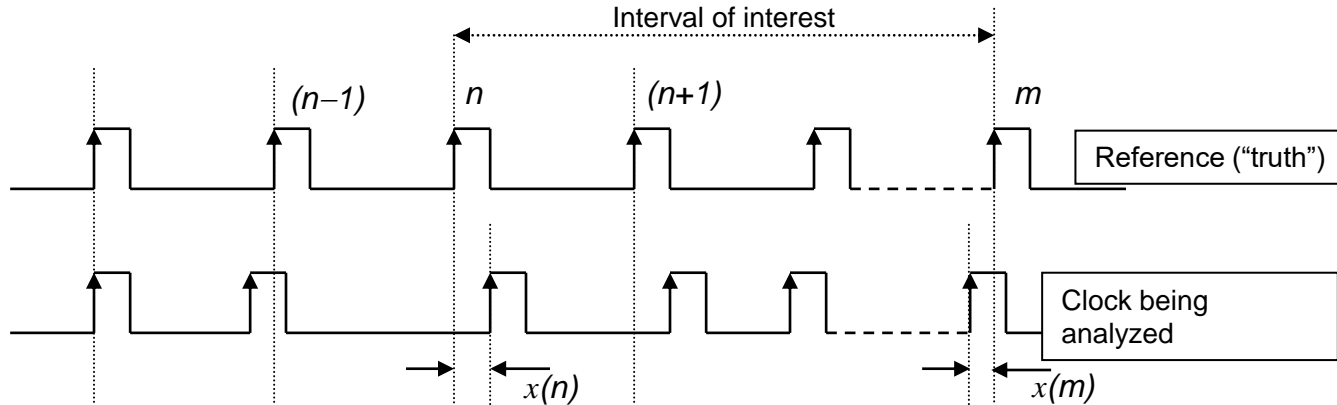 Interval of interest
(n−1) n (n+1) m
Reference (“truth”)
Clock being
analyzed
x(n) x(m)